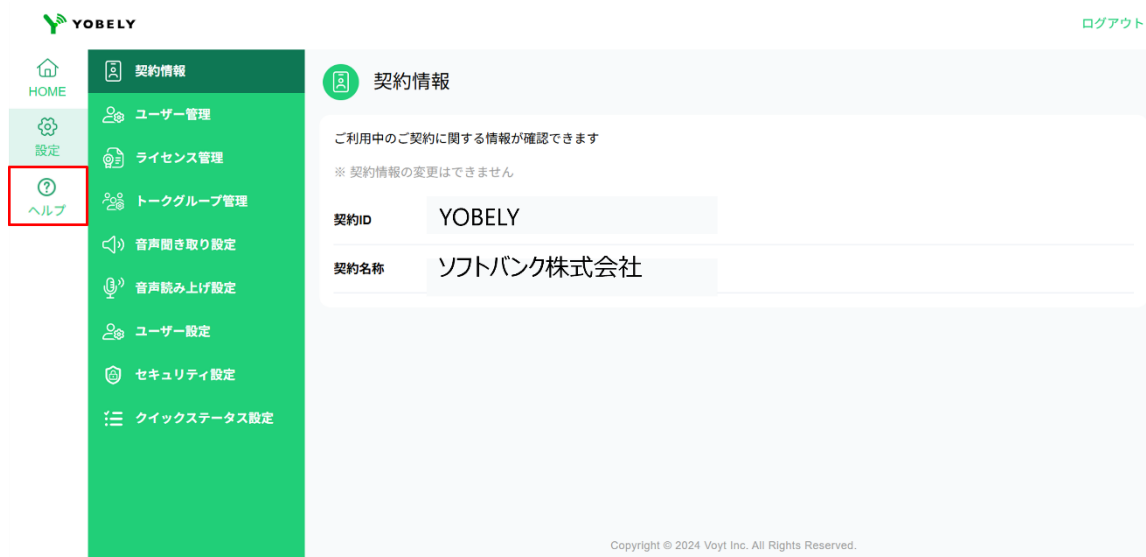 YOBELY
ログアウト
HOME
設定
ヘルプ
契約情報
ユーザー管理
ライセンス管理
トークグループ管理
音声聞き取り設定
音声読み上げ設定
ユーザー設定
セキュリティ設定
クイックステータス設定
契約情報
ご利用中のご契約に関する情報が確認できます
※ 契約情報の変更はできません
契約ID YOBELY
契約名称 ソフトバンク株式会社
Copyright © 2024 Voyt Inc. All Rights Reserved.